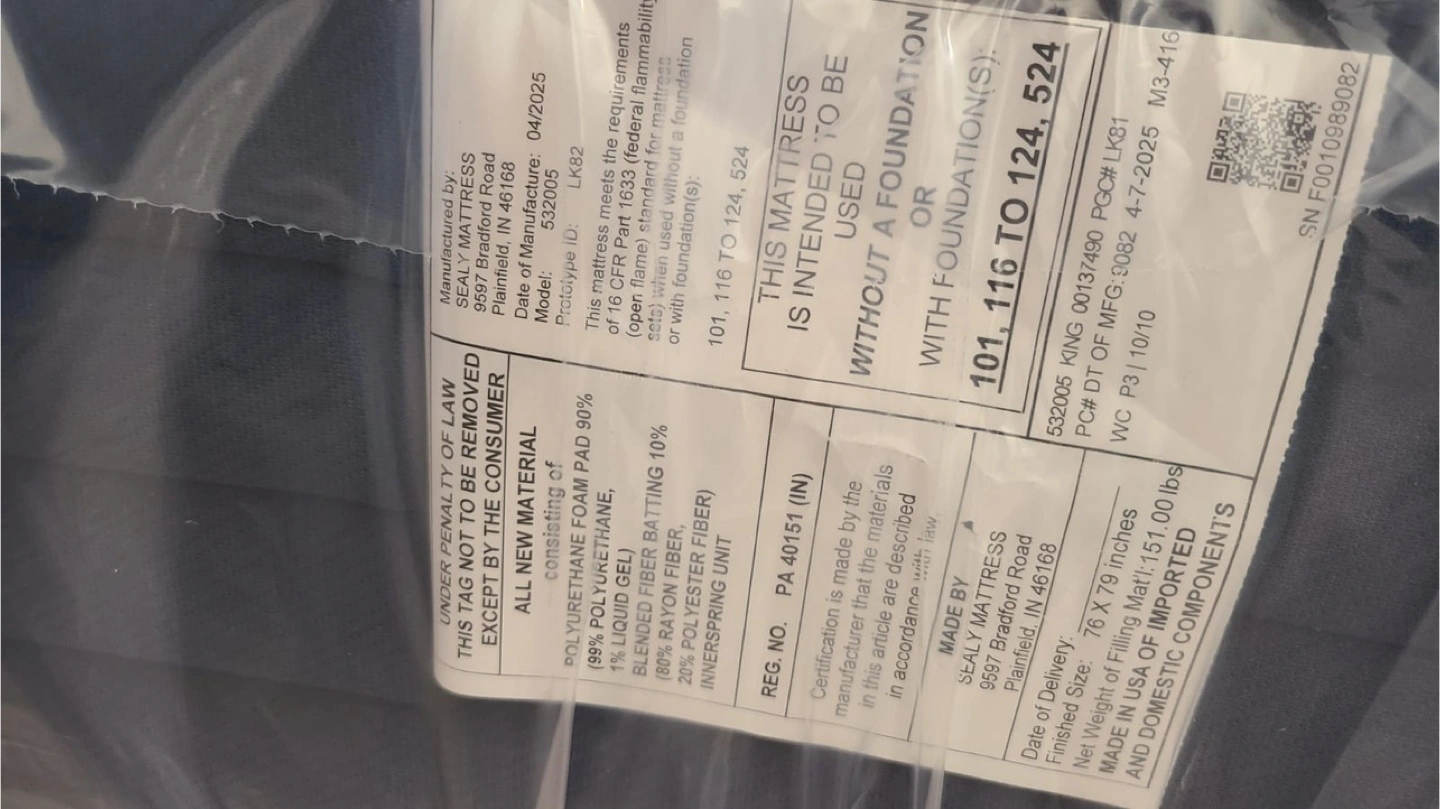 UNDER PENALTY OF LAW
THIS TAG NOT TO BE REMOVED
EXCEPT BY THE CONSUMER
ALL NEW MATERIAL
consisting of
POLYURETHANE FOAM PAD 90%
(99% POLYURETHANE,
1% LIQUID GEL)
BLENDED FIBER BATTING 10%
(80% RAYON FIBER,
20% POLYESTER FIBER)
INNERSPRING UNIT
REG. NO. PA 40151 (IN)
Certification is made by the
manufacturer that the materials
in this article are described
in accordance with law.
MADE BY
SEALY MATTRESS
9597 Bradford Road
Plainfield, IN 46168
Date of Delivery:
Finished Size: 76 X 79 inches
Net Weight of Filling Mat'l: 151.00 lbs
MADE IN USA OF IMPORTED
AND DOMESTIC COMPONENTS
Manufactured by:
SEALY MATTRESS
9597 Bradford Road
Plainfield, IN 46168
Date of Manufacture: 04/2025
Model: 532005
Prototype ID: LK82
This mattress meets the requirements
of 16 CFR Part 1633 (federal flammability
(open flame) standard for mattress
sets) when used without a foundation
or with foundation(s):
101, 116 TO 124, 524
THIS MATTRESS
IS INTENDED TO BE
USED
WITHOUT A FOUNDATION
OR
WITH FOUNDATION(S):
101, 116 TO 124, 524
532005 KING 00137490 PGC# LK81
PC# DT OF MFG: 9082 4-7-2025 M3-416
WC P3 | 10/10
SN F0010989082